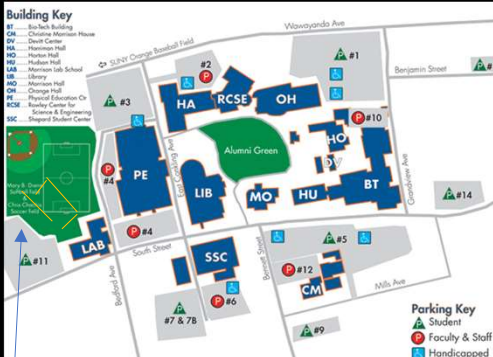 Building Key
BT ...... Bio-Tech Building
CM ...... Christine Morrison House
DV ...... Devitt Center
HA ...... Harriman Hall
HO ...... Horton Hall
HU ...... Hudson Hall
LAB ...... Morrison Lab School
LIB ...... Library
MO ...... Morrison Hall
OH ...... Orange Hall
PE ...... Physical Education Ctr
RCSE ... Rowley Center for
Science & Engineering
SSC ..... Shepard Student Center
SUNY Orange Baseball Field
Wawayanda Ave
Benjamin Street
P #2
P #1
P #3
HA
RCSE
OH
P #10
HO
DV
P #4
PE
East Conkling Ave
Alumni Green
LIB
MO
HU
BT
Grandview Ave
P #14
Soccer Field
P #4
LAB
South Street
P #11
Bedford Ave
SSC
Bennett Street
P #5
P #12
CM
Mills Ave
P #6
P #7 & 7B
P #9
Parking Key
P Student
P Faculty & Staff
Handicapped